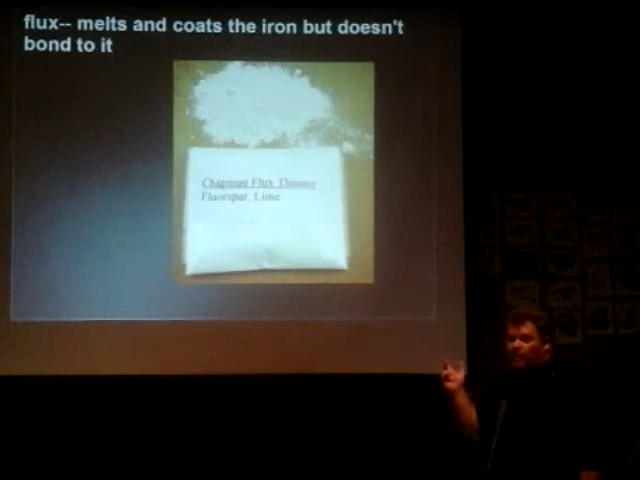 flux-- melts and coats the iron but doesn't
bond to it
Chapman Flux Thinner
Fluorspar, Lime